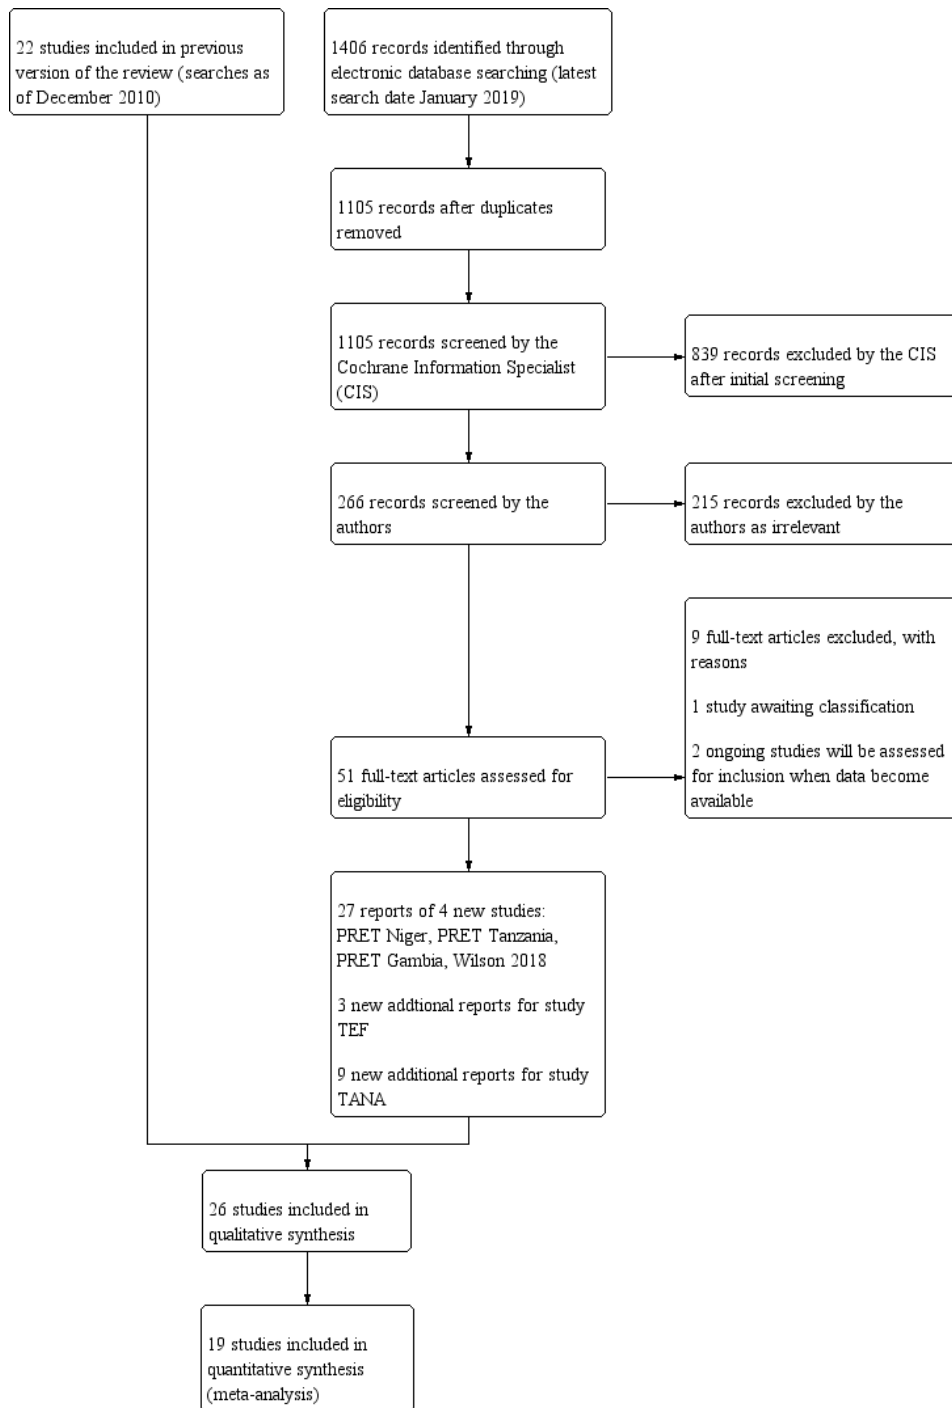 22 studies included in previous
version of the review (searches as
of December 2010)
1406 records identified through
electronic database searching (latest
search date January 2019)
1105 records after duplicates
removed
1105 records screened by the
Cochrane Information Specialist
(CIS)
839 records excluded by the CIS
after initial screening
266 records screened by the
authors
215 records excluded by the
authors as irrelevant
9 full-text articles excluded, with
reasons
1 study awaiting classification
2 ongoing studies will be assessed
for inclusion when data become
available
51 full-text articles assessed for
eligibility
27 reports of 4 new studies:
PRET Niger, PRET Tanzania,
PRET Gambia, Wilson 2018
3 new addtional reports for study
TEF
9 new additional reports for study
TANA
26 studies included in
qualitative synthesis
19 studies included in
quantitative synthesis
(meta-analysis)